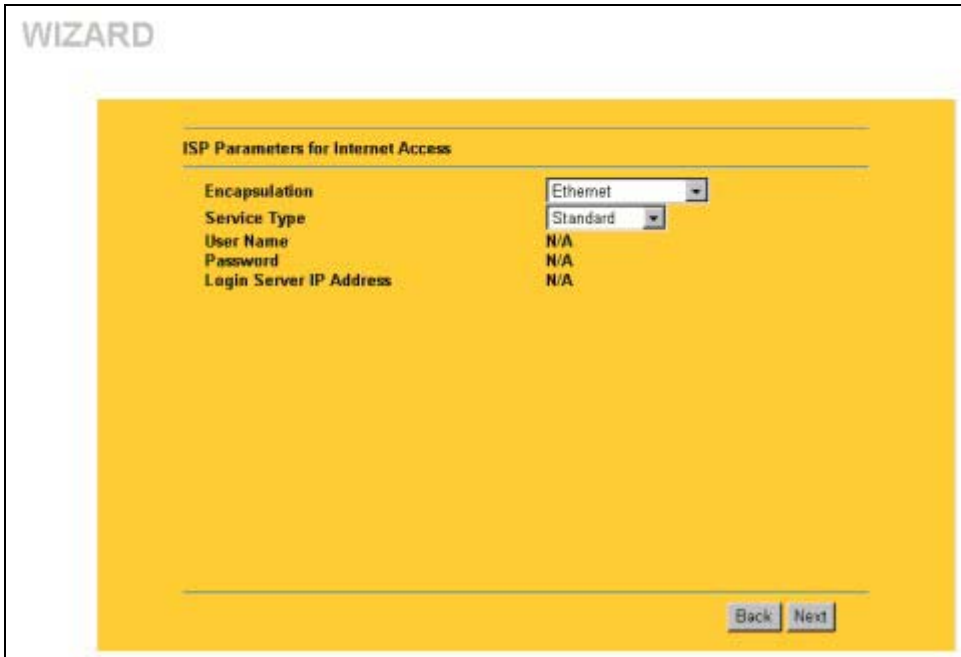 WIZARD
ISP Parameters for Internet Access
Encapsulation Ethernet
Service Type Standard
User Name N/A
Password N/A
Login Server IP Address N/A
Back Next